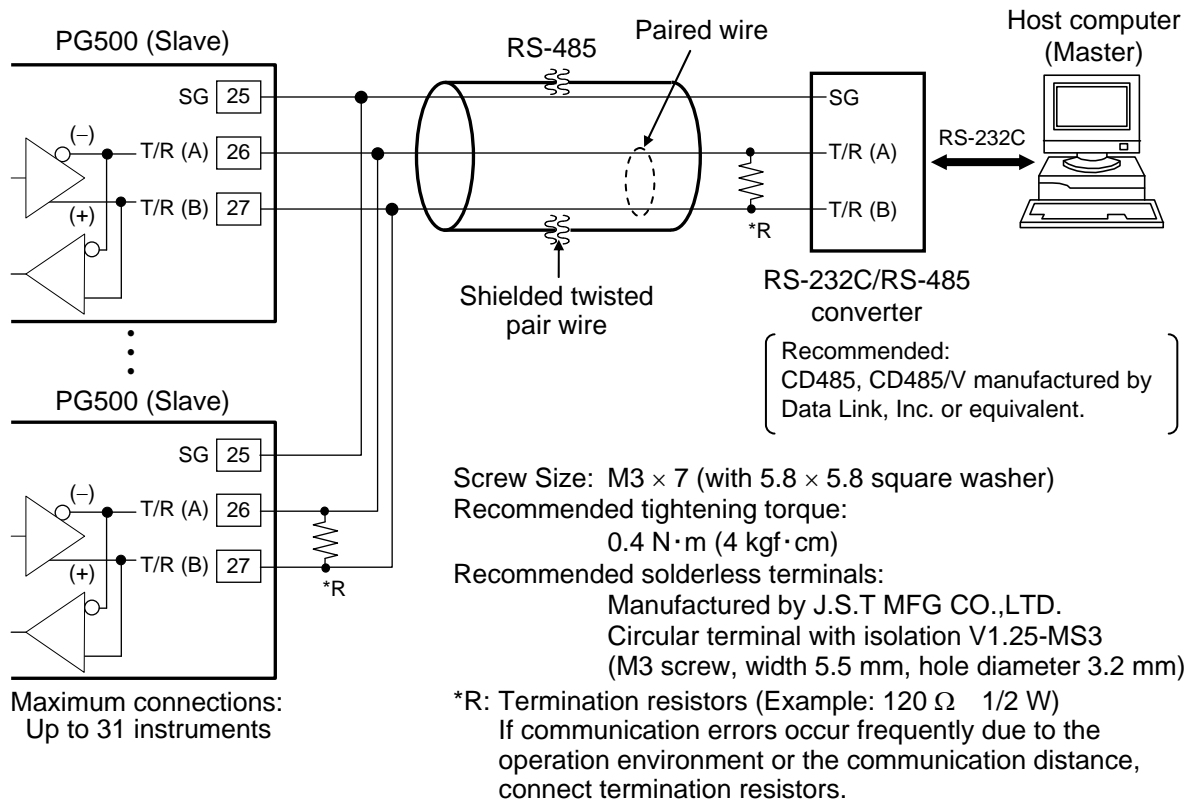 PG500 (Slave)
SG 25
(−)
T/R (A) 26
T/R (B) 27
(+)
RS-485
Paired wire
Shielded twisted
pair wire
*R
SG
T/R (A)
T/R (B)
RS-232C/RS-485
converter
RS-232C
Host computer
(Master)
Recommended:
CD485, CD485/V manufactured by
Data Link, Inc. or equivalent.
PG500 (Slave)
SG 25
(−)
T/R (A) 26
T/R (B) 27
(+)
*R
Maximum connections:
Up to 31 instruments
Screw Size: M3 × 7 (with 5.8 × 5.8 square washer)
Recommended tightening torque:
0.4 N・m (4 kgf・cm)
Recommended solderless terminals:
Manufactured by J.S.T MFG CO.,LTD.
Circular terminal with isolation V1.25-MS3
(M3 screw, width 5.5 mm, hole diameter 3.2 mm)
*R: Termination resistors (Example: 120 Ω 1/2 W)
If communication errors occur frequently due to the
operation environment or the communication distance,
connect termination resistors.